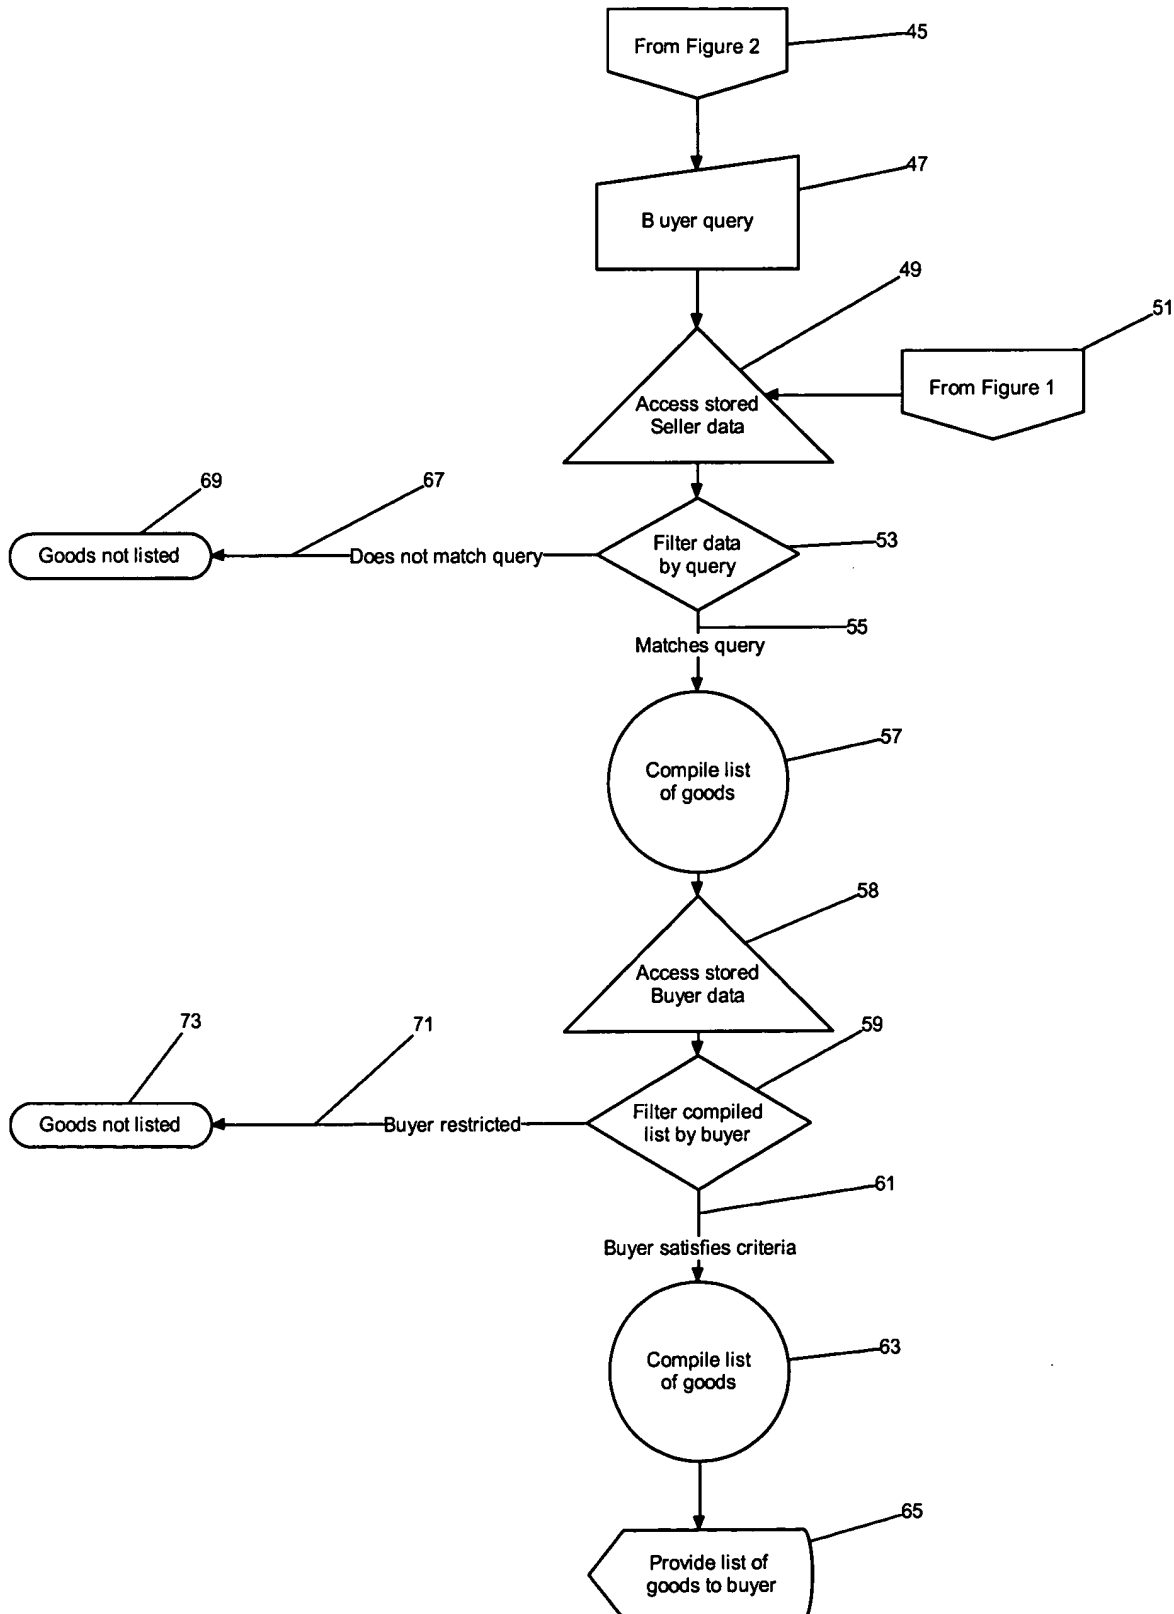 From Figure 2
45
B uyer query
47
49
51
From Figure 1
Access stored
Seller data
69
67
Goods not listed
Does not match query
Filter data
by query
53
55
Matches query
57
Compile list
of goods
58
Access stored
Buyer data
73
71
59
Goods not listed
Buyer restricted
Filter compiled
list by buyer
61
Buyer satisfies criteria
63
Compile list
of goods
65
Provide list of
goods to buyer